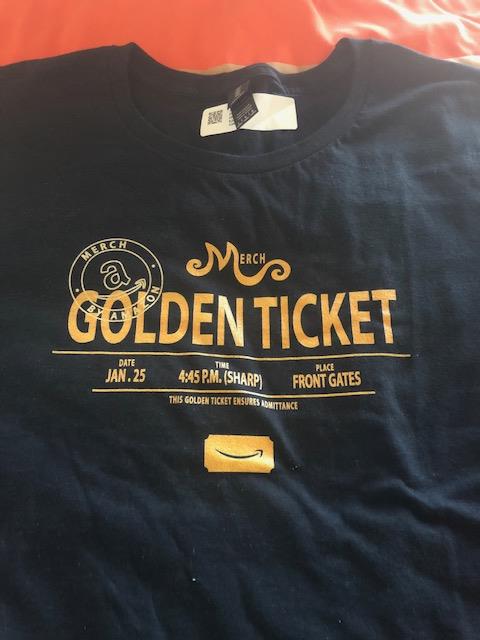 MERCH
a
BY AMAZON
MERCH
GOLDEN TICKET
DATE
JAN. 25
TIME
4:45 P.M. (SHARP)
PLACE
FRONT GATES
THIS GOLDEN TICKET ENSURES ADMITTANCE